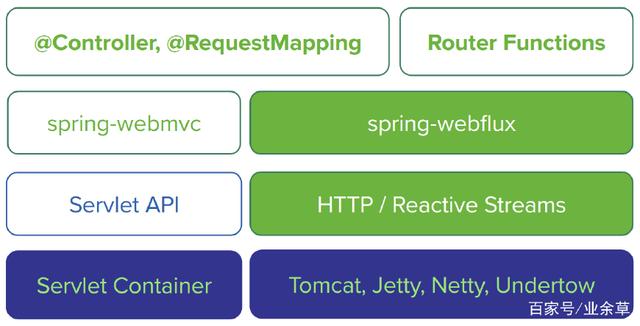 @Controller, @RequestMapping
Router Functions
spring-webmvc
spring-webflux
Servlet API
HTTP / Reactive Streams
Servlet Container
Tomcat, Jetty, Netty, Undertow
百家号/业余草